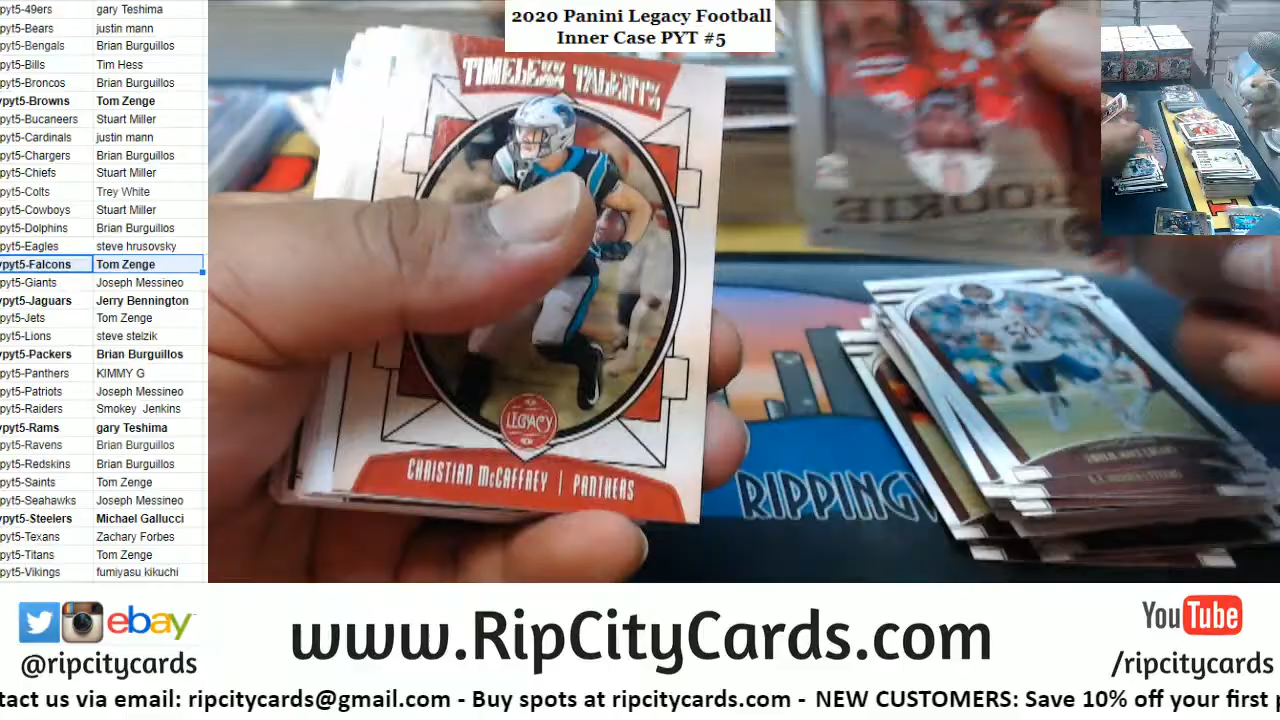 2020 Panini Legacy Football
Inner Case PYT #5
pyt5-49ers gary Teshima
pyt5-Bears justin mann
pyt5-Bengals Brian Burguillos
pyt5-Bills Tim Hess
pyt5-Broncos Brian Burguillos
ypyt5-Browns Tom Zenge
pyt5-Bucaneers Stuart Miller
pyt5-Cardinals justin mann
pyt5-Chargers Brian Burguillos
pyt5-Chiefs Stuart Miller
pyt5-Colts Trey White
pyt5-Cowboys Stuart Miller
pyt5-Dolphins Brian Burguillos
pyt5-Eagles steve hrusovsky
ypyt5-Falcons Tom Zenge
pyt5-Giants Joseph Messineo
ypyt5-Jaguars Jerry Bennington
pyt5-Jets Tom Zenge
pyt5-Lions steve stelzik
ypyt5-Packers Brian Burguillos
pyt5-Panthers KIMMY G
pyt5-Patriots Joseph Messineo
pyt5-Raiders Smokey Jenkins
ypyt5-Rams gary Teshima
pyt5-Ravens Brian Burguillos
pyt5-Redskins Brian Burguillos
pyt5-Saints Tom Zenge
pyt5-Seahawks Joseph Messineo
ypyt5-Steelers Michael Gallucci
pyt5-Texans Zachary Forbes
pyt5-Titans Tom Zenge
pyt5-Vikings fumiyasu kikuchi
TIMELESS TALENTS
LEGACY
CHRISTIAN McCAFFREY | PANTHERS
ROOKIE
RIPPING
ebay
@ripcitycards
www.RipCityCards.com
YouTube
/ripcitycards
tact us via email: ripcitycards@gmail.com - Buy spots at ripcitycards.com - NEW CUSTOMERS: Save 10% off your first p